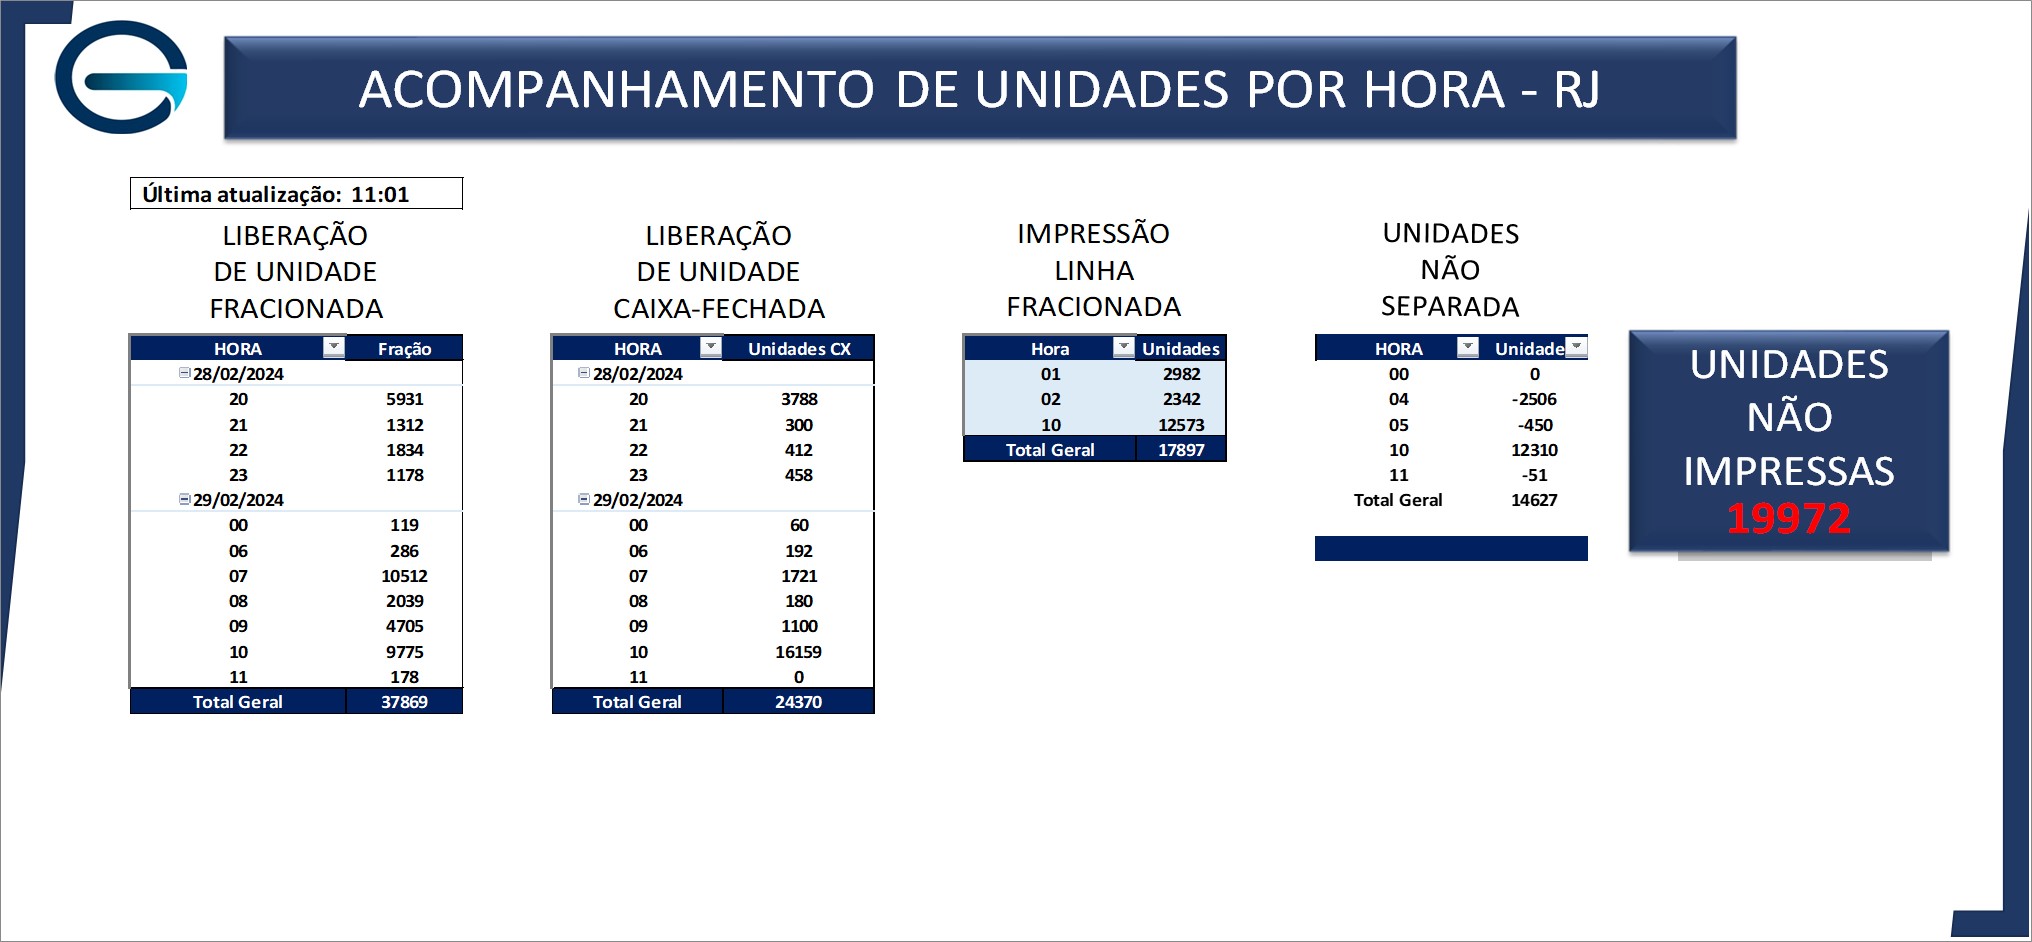 ACOMPANHAMENTO DE UNIDADES POR HORA - RJ
Última atualização: 11:01
LIBERAÇÃO
DE UNIDADE
FRACIONADA
HORA Fração
28/02/2024
20 5931
21 1312
22 1834
23 1178
29/02/2024
00 119
06 286
07 10512
08 2039
09 4705
10 9775
11 178
Total Geral 37869
LIBERAÇÃO
DE UNIDADE
CAIXA-FECHADA
HORA Unidades CX
28/02/2024
20 3788
21 300
22 412
23 458
29/02/2024
00 60
06 192
07 1721
08 180
09 1100
10 16159
11 0
Total Geral 24370
IMPRESSÃO
LINHA
FRACIONADA
Hora Unidades
01 2982
02 2342
10 12573
Total Geral 17897
UNIDADES
NÃO
SEPARADA
HORA Unidade
00 0
04 -2506
05 -450
10 12310
11 -51
Total Geral 14627
UNIDADES
NÃO
IMPRESSAS
19972